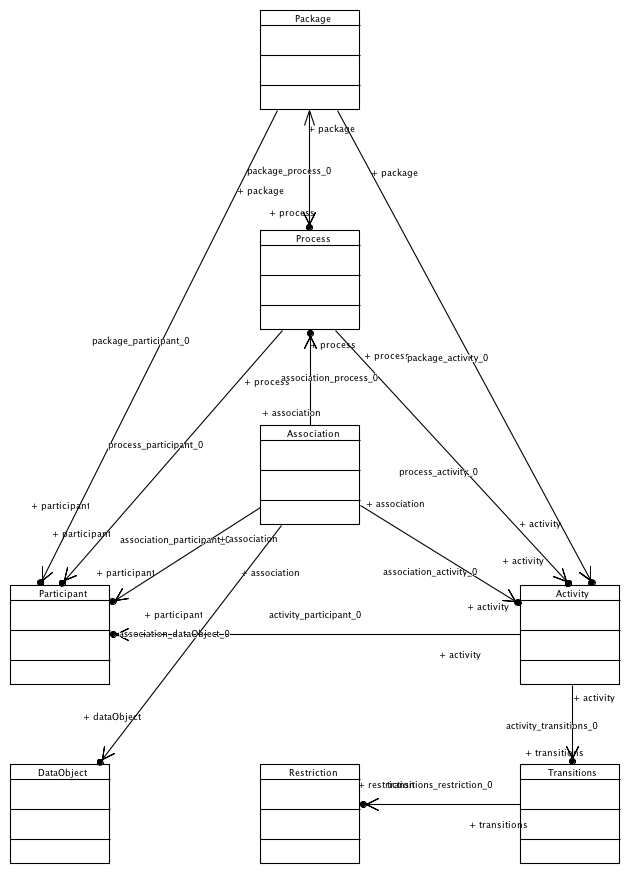 Package
+ package
package_process_0
+ package
+ package
+ process
Process
package_participant_0
+ process
+ process
package_activity_0
+ process
association_process_0
+ association
Association
process_participant_0
process_activity_0
+ participant
+ association
+ activity
+ participant
association_participant_0
+ association
+ activity
+ participant
+ association
association_activity_0
Participant
Activity
+ activity
+ participant
activity_participant_0
association_dataObject_0
+ activity
+ activity
+ dataObject
activity_transitions_0
+ transitions
DataObject
Restriction
Transitions
+ restriction
transitions_restriction_0
+ transitions